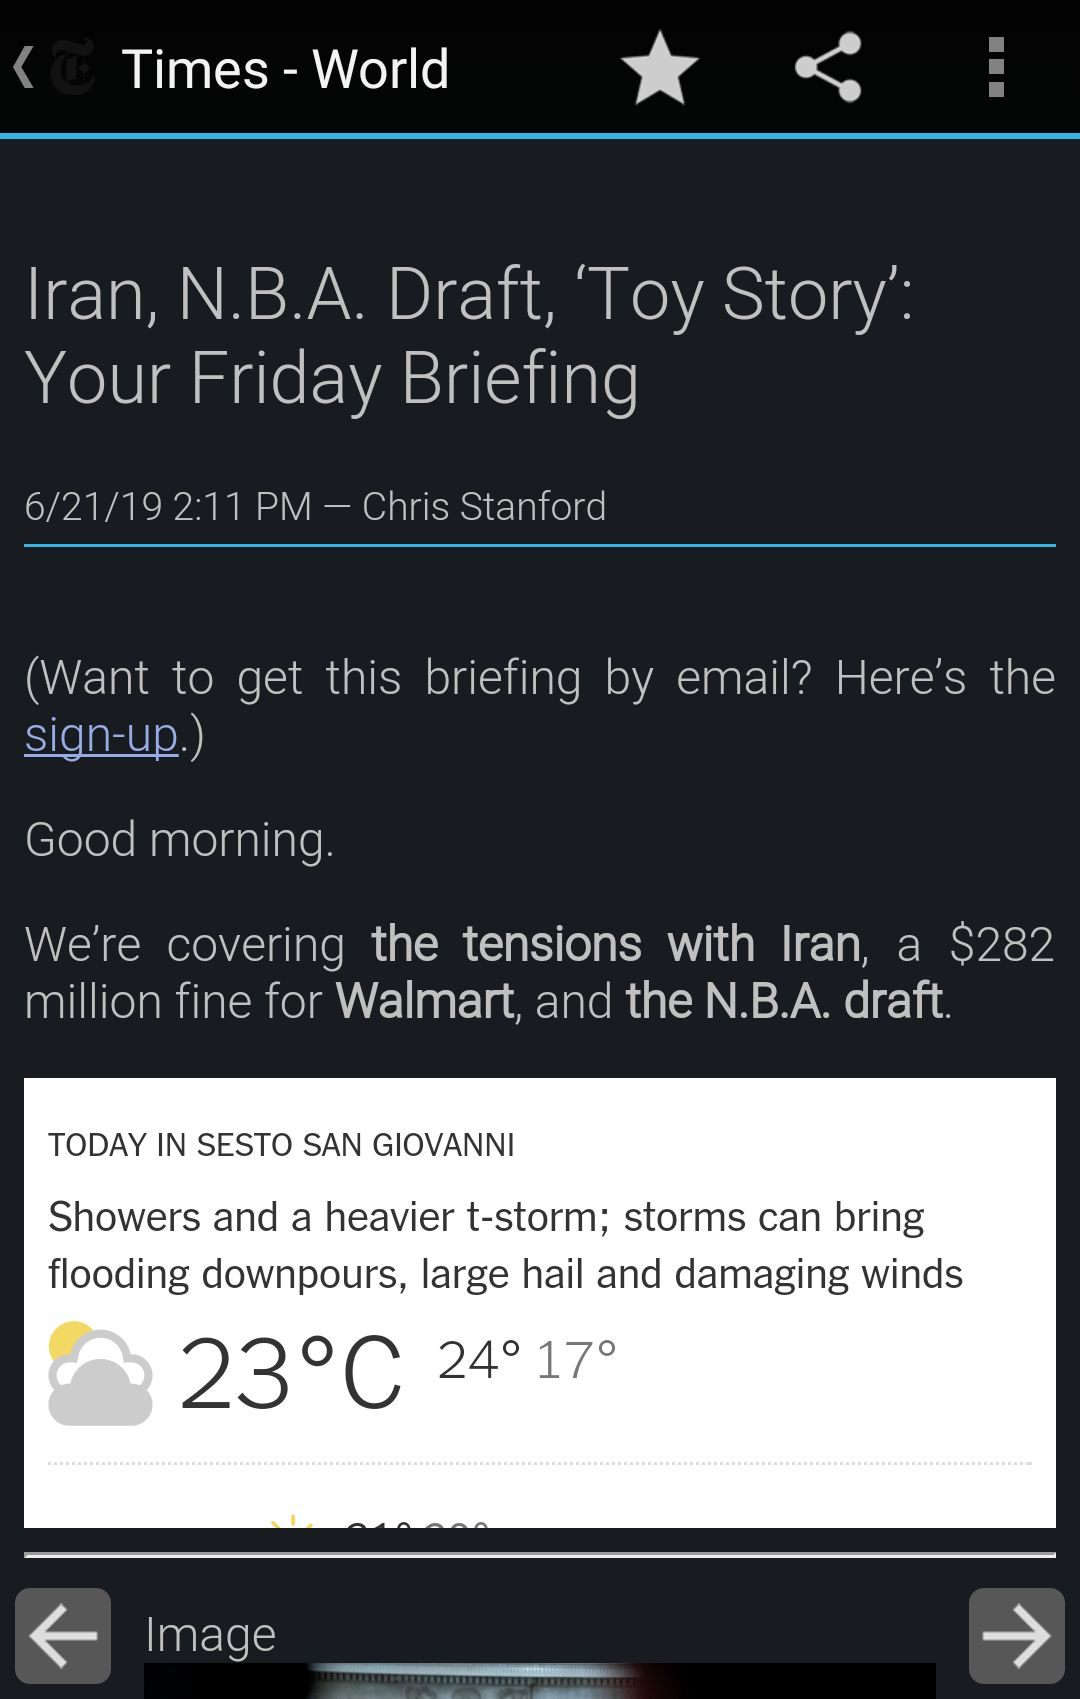 Times - World
Iran, N.B.A. Draft, ‘Toy Story’:
Your Friday Briefing
6/21/19 2:11 PM — Chris Stanford
(Want to get this briefing by email? Here’s the
sign-up.)
Good morning.
We’re covering the tensions with Iran, a $282
million fine for Walmart, and the N.B.A. draft.
TODAY IN SESTO SAN GIOVANNI
Showers and a heavier t-storm; storms can bring
flooding downpours, large hail and damaging winds
23°C 24° 17°
Image